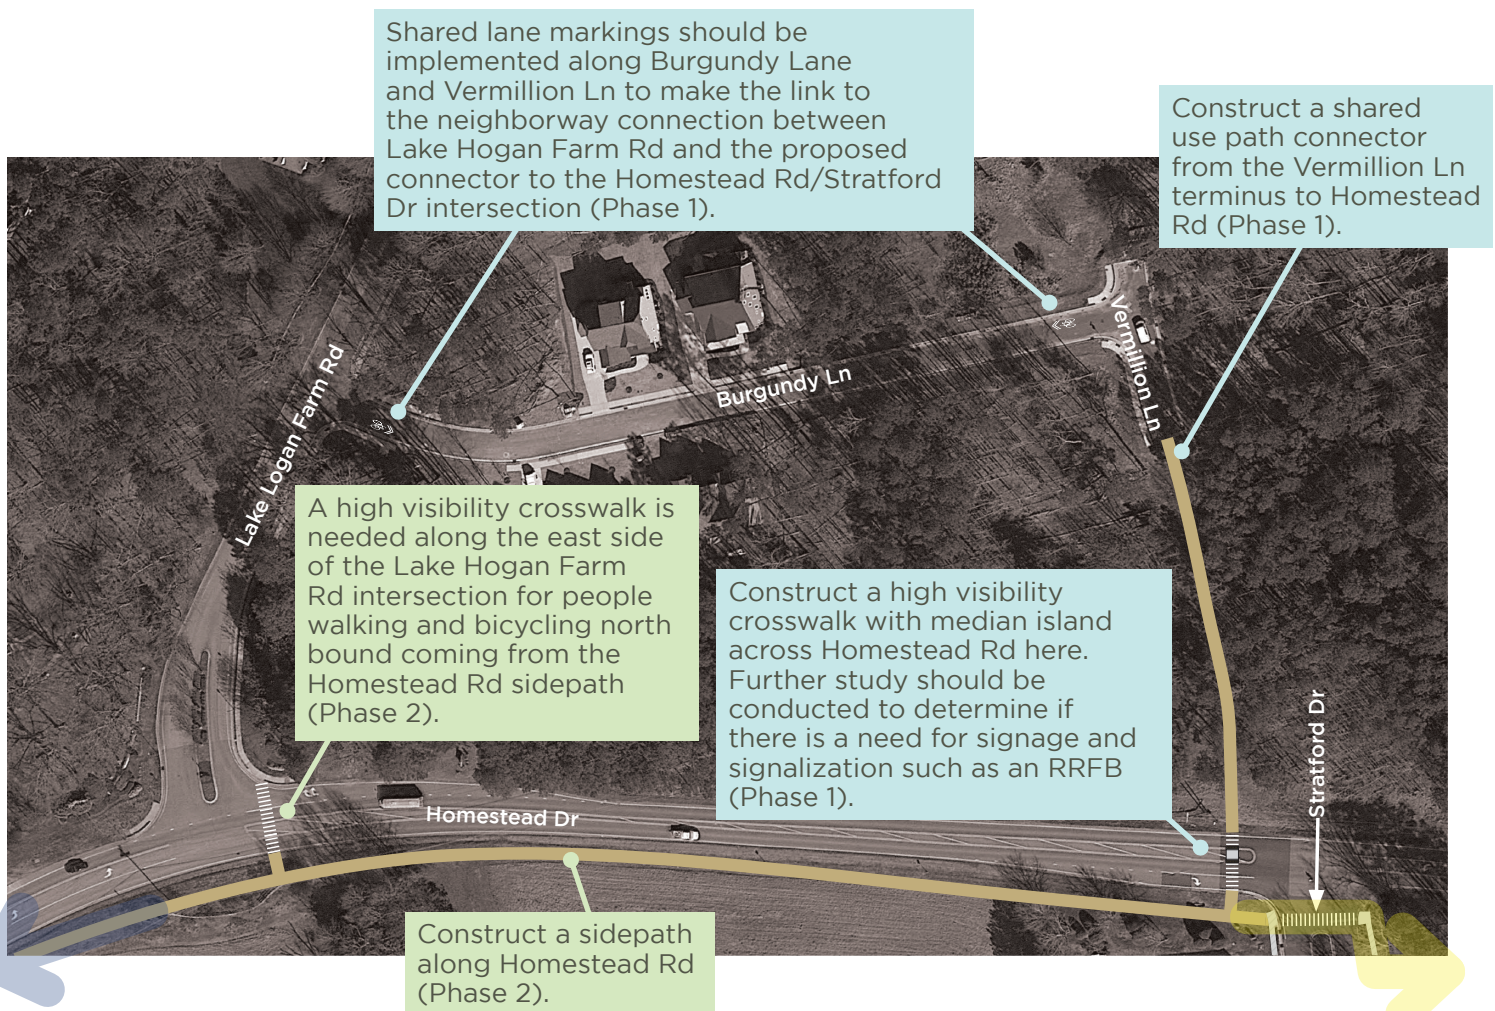 Shared lane markings should be
implemented along Burgundy Lane
and Vermillion Ln to make the link to
the neighborway connection between
Lake Hogan Farm Rd and the proposed
connector to the Homestead Rd/Stratford
Dr intersection (Phase 1).
Construct a shared
use path connector
from the Vermillion Ln
terminus to Homestead
Rd (Phase 1).
Vermillion Ln
Burgundy Ln
Lake Logan Farm Rd
A high visibility crosswalk is
needed along the east side
of the Lake Hogan Farm
Rd intersection for people
walking and bicycling north
bound coming from the
Homestead Rd sidepath
(Phase 2).
Construct a high visibility
crosswalk with median island
across Homestead Rd here.
Further study should be
conducted to determine if
there is a need for signage and
signalization such as an RRFB
(Phase 1).
Stratford Dr
Homestead Dr
Construct a sidepath
along Homestead Rd
(Phase 2).